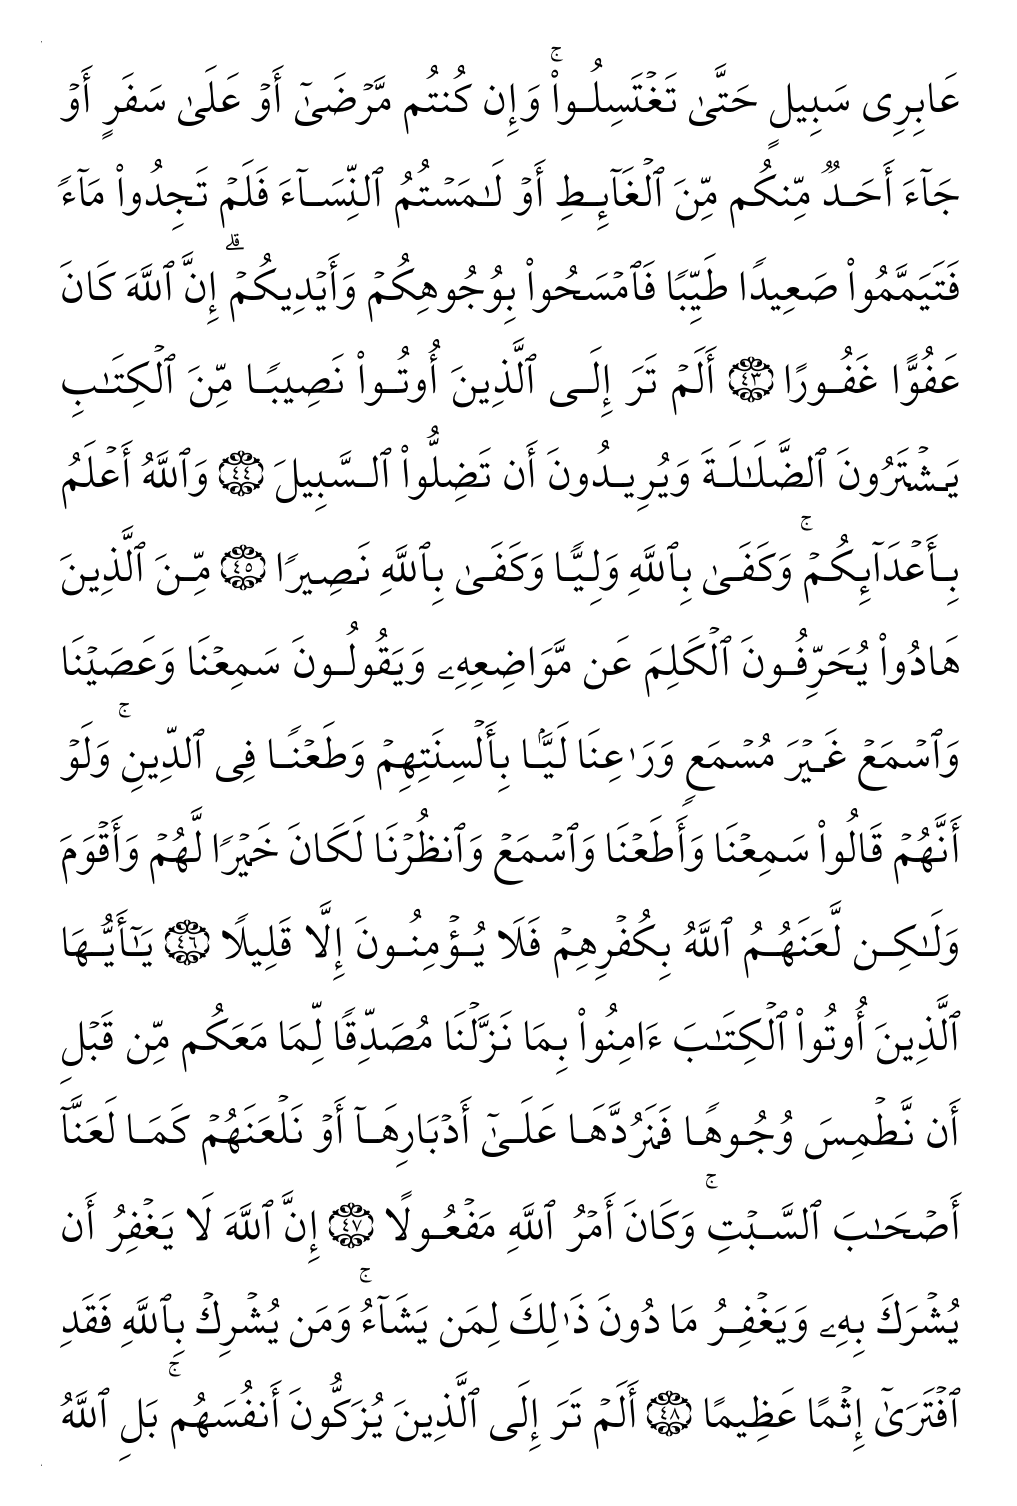 عَابِرِى سَبِيلٍ حَتَّىٰ تَغۡتَسِلُواْۚ وَإِن كُنتُم مَّرۡضَىٰٓ أَوۡ عَلَىٰ سَفَرٍ أَوۡ
جَآءَ أَحَدٌ مِّنكُم مِّنَ ٱلۡغَآئِطِ أَوۡ لَٰمَسۡتُمُ ٱلنِّسَآءَ فَلَمۡ تَجِدُواْ مَآءً
فَتَيَمَّمُواْ صَعِيدًا طَيِّبًا فَٱمۡسَحُواْ بِوُجُوهِكُمۡ وَأَيۡدِيكُمۡۗ إِنَّ ٱللَّهَ كَانَ
عَفُوًّا غَفُورًا ٤٣ أَلَمۡ تَرَ إِلَى ٱلَّذِينَ أُوتُواْ نَصِيبًا مِّنَ ٱلۡكِتَٰبِ
يَشۡتَرُونَ ٱلضَّلَٰلَةَ وَيُرِيدُونَ أَن تَضِلُّواْ ٱلسَّبِيلَ ٤٤ وَٱللَّهُ أَعۡلَمُ
بِأَعۡدَآئِكُمۡۚ وَكَفَىٰ بِٱللَّهِ وَلِيًّا وَكَفَىٰ بِٱللَّهِ نَصِيرًا ٤٥ مِّنَ ٱلَّذِينَ
هَادُواْ يُحَرِّفُونَ ٱلۡكَلِمَ عَن مَّوَاضِعِهِۦ وَيَقُولُونَ سَمِعۡنَا وَعَصَيۡنَا
وَٱسۡمَعۡ غَيۡرَ مُسۡمَعٍ وَرَٰعِنَا لَيًّۢا بِأَلۡسِنَتِهِمۡ وَطَعۡنًا فِى ٱلدِّينِۚ وَلَوۡ
أَنَّهُمۡ قَالُواْ سَمِعۡنَا وَأَطَعۡنَا وَٱسۡمَعۡ وَٱنظُرۡنَا لَكَانَ خَيۡرًا لَّهُمۡ وَأَقۡوَمَ
وَلَٰكِن لَّعَنَهُمُ ٱللَّهُ بِكُفۡرِهِمۡ فَلَا يُؤۡمِنُونَ إِلَّا قَلِيلًا ٤٦ يَٰٓأَيُّهَا
ٱلَّذِينَ أُوتُواْ ٱلۡكِتَٰبَ ءَامِنُواْ بِمَا نَزَّلۡنَا مُصَدِّقًا لِّمَا مَعَكُم مِّن قَبۡلِ
أَن نَّطۡمِسَ وُجُوهًا فَنَرُدَّهَا عَلَىٰٓ أَدۡبَارِهَآ أَوۡ نَلۡعَنَهُمۡ كَمَا لَعَنَّآ
أَصۡحَٰبَ ٱلسَّبۡتِۚ وَكَانَ أَمۡرُ ٱللَّهِ مَفۡعُولًا ٤٧ إِنَّ ٱللَّهَ لَا يَغۡفِرُ أَن
يُشۡرَكَ بِهِۦ وَيَغۡفِرُ مَا دُونَ ذَٰلِكَ لِمَن يَشَآءُۚ وَمَن يُشۡرِكۡ بِٱللَّهِ فَقَدِ
ٱفۡتَرَىٰٓ إِثۡمًا عَظِيمًا ٤٨ أَلَمۡ تَرَ إِلَى ٱلَّذِينَ يُزَكُّونَ أَنفُسَهُمۚ بَلِ ٱللَّهُ